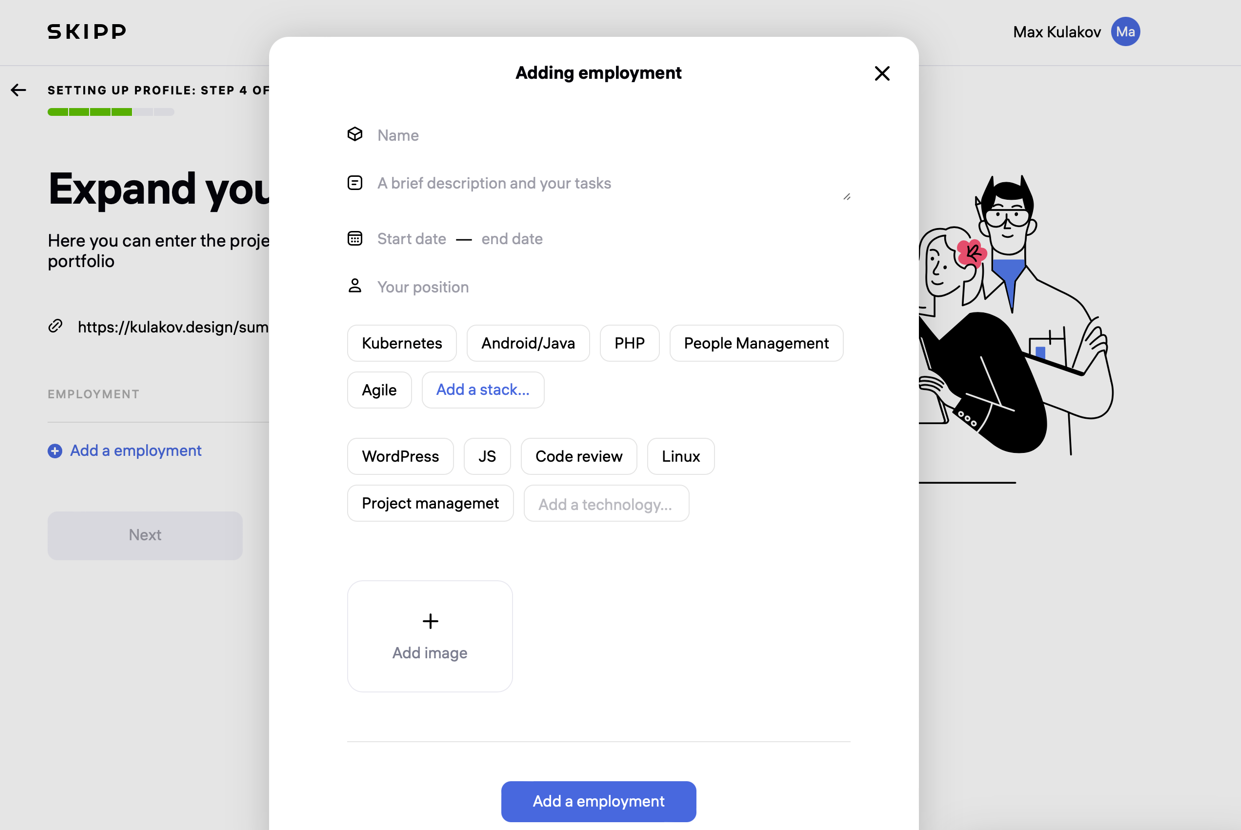 SKIPP
Max Kulakov
Ma
SETTING UP PROFILE: STEP 4 OF
Expand you
Here you can enter the proje
portfolio
https://kulakov.design/sum
EMPLOYMENT
Add a employment
Next
Adding employment
Name
A brief description and your tasks
Start date — end date
Your position
Kubernetes Android/Java PHP People Management
Agile Add a stack...
WordPress JS Code review Linux
Project managemet Add a technology...
Add image
Add a employment